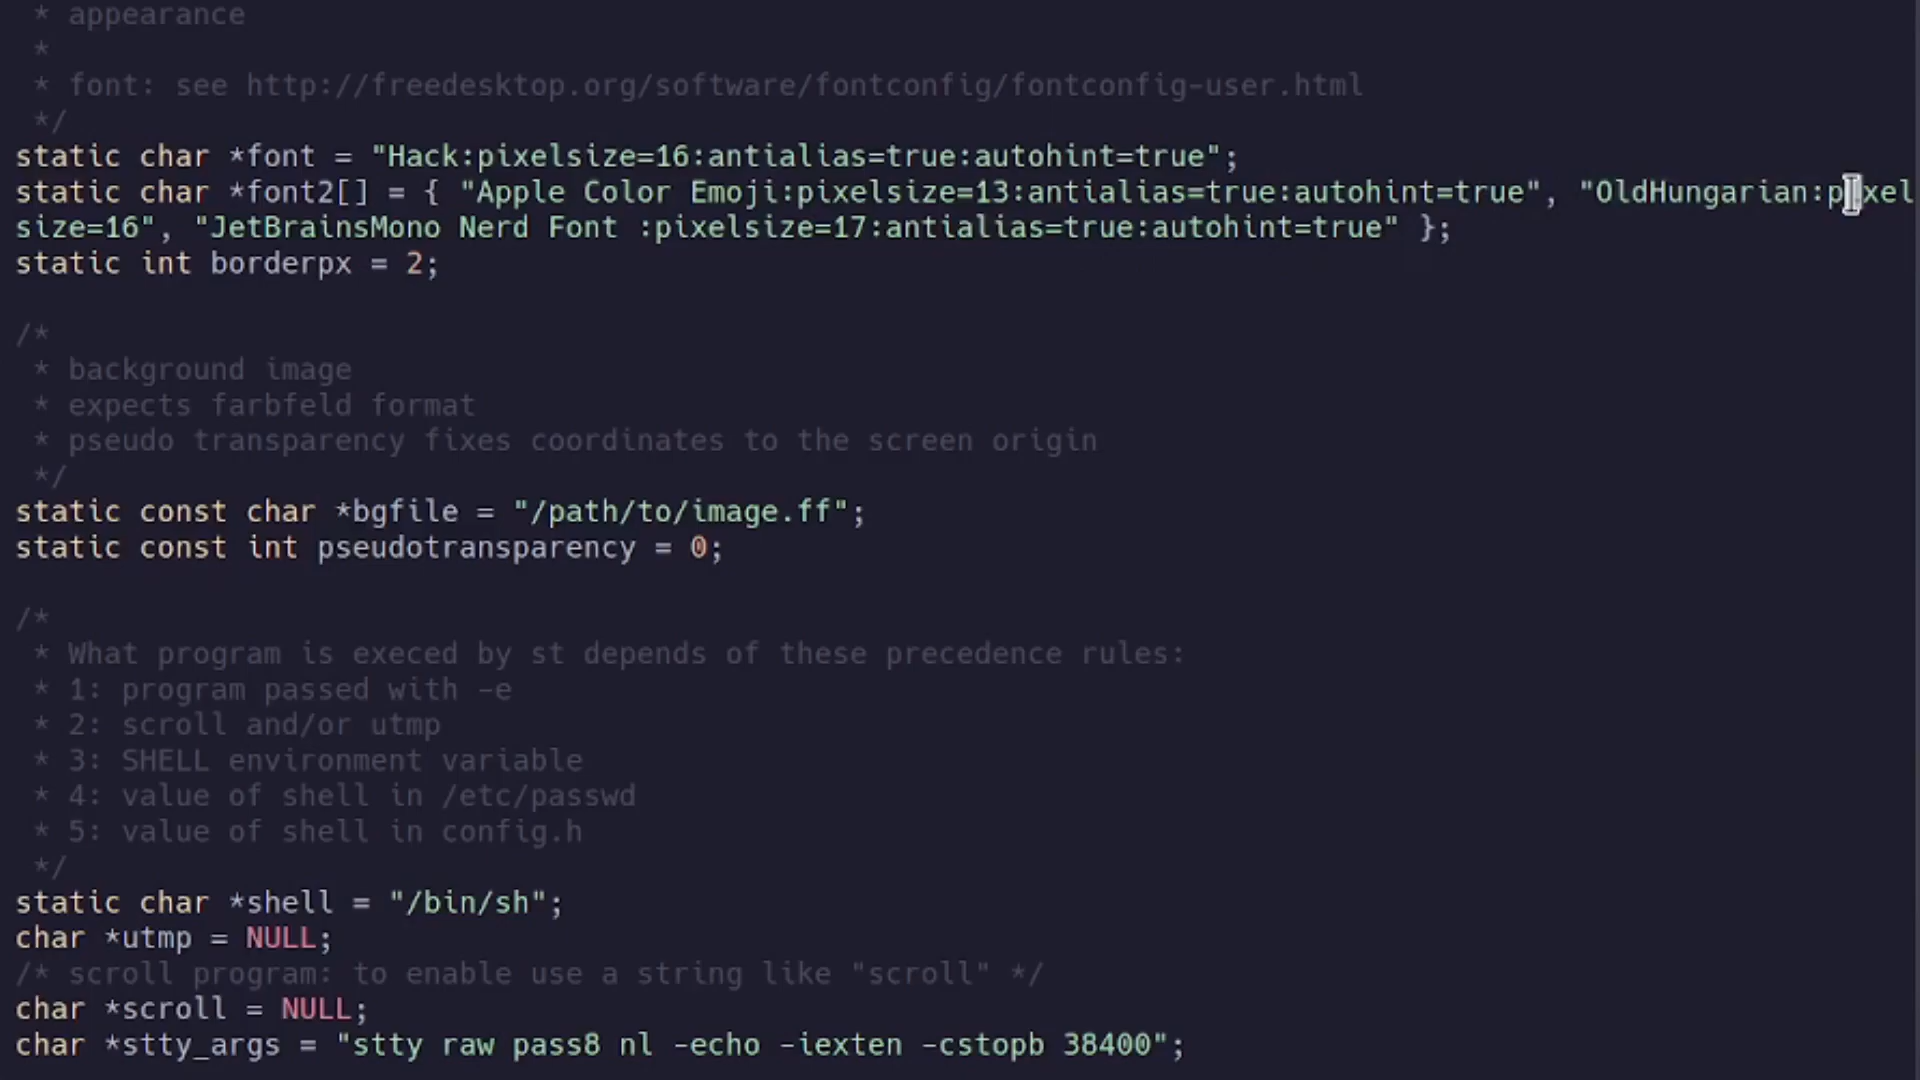 * appearance
*
* font: see http://freedesktop.org/software/fontconfig/fontconfig-user.html
*/
static char *font = "Hack:pixelsize=16:antialias=true:autohint=true";
static char *font2[] = { "Apple Color Emoji:pixelsize=13:antialias=true:autohint=true", "OldHungarian:pixel
size=16", "JetBrainsMono Nerd Font :pixelsize=17:antialias=true:autohint=true" };
static int borderpx = 2;
/*
* background image
* expects farbfeld format
* pseudo transparency fixes coordinates to the screen origin
*/
static const char *bgfile = "/path/to/image.ff";
static const int pseudotransparency = 0;
/*
* What program is execed by st depends of these precedence rules:
* 1: program passed with -e
* 2: scroll and/or utmp
* 3: SHELL environment variable
* 4: value of shell in /etc/passwd
* 5: value of shell in config.h
*/
static char *shell = "/bin/sh";
char *utmp = NULL;
/* scroll program: to enable use a string like "scroll" */
char *scroll = NULL;
char *stty_args = "stty raw pass8 nl -echo -iexten -cstopb 38400";